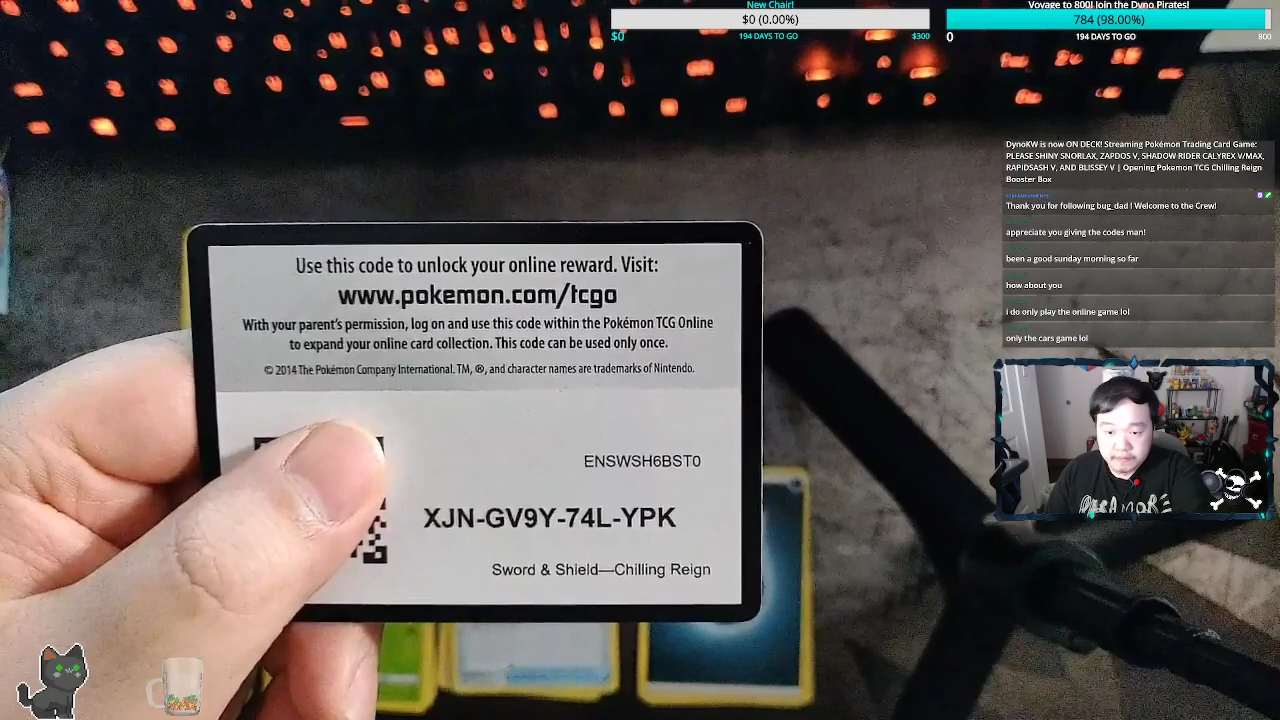 New Chair!
$0 (0.00%)
$0
194 DAYS TO GO
$300
Voyage to 800! Join the Dyno Pirates!
784 (98.00%)
0
194 DAYS TO GO
800
DynoKW is now ON DECK! Streaming Pokémon Trading Card Game:
PLEASE SHINY SNORLAX, ZAPDOS V, SHADOW RIDER CALYREX V/MAX,
RAPIDSASH V, AND BLISSEY V | Opening Pokemon TCG Chilling Reign
Booster Box
Thank you for following bug_dad ! Welcome to the Crew!
appreciate you giving the codes man!
been a good sunday morning so far
how about you
i do only play the online game lol
only the cars game lol
Use this code to unlock your online reward. Visit:
www.pokemon.com/tcgo
With your parent's permission, log on and use this code within the Pokémon TCG Online
to expand your online card collection. This code can be used only once.
© 2014 The Pokémon Company International. TM, ®, and character names are trademarks of Nintendo.
ENSWSH6BST0
XJN-GV9Y-74L-YPK
Sword & Shield—Chilling Reign